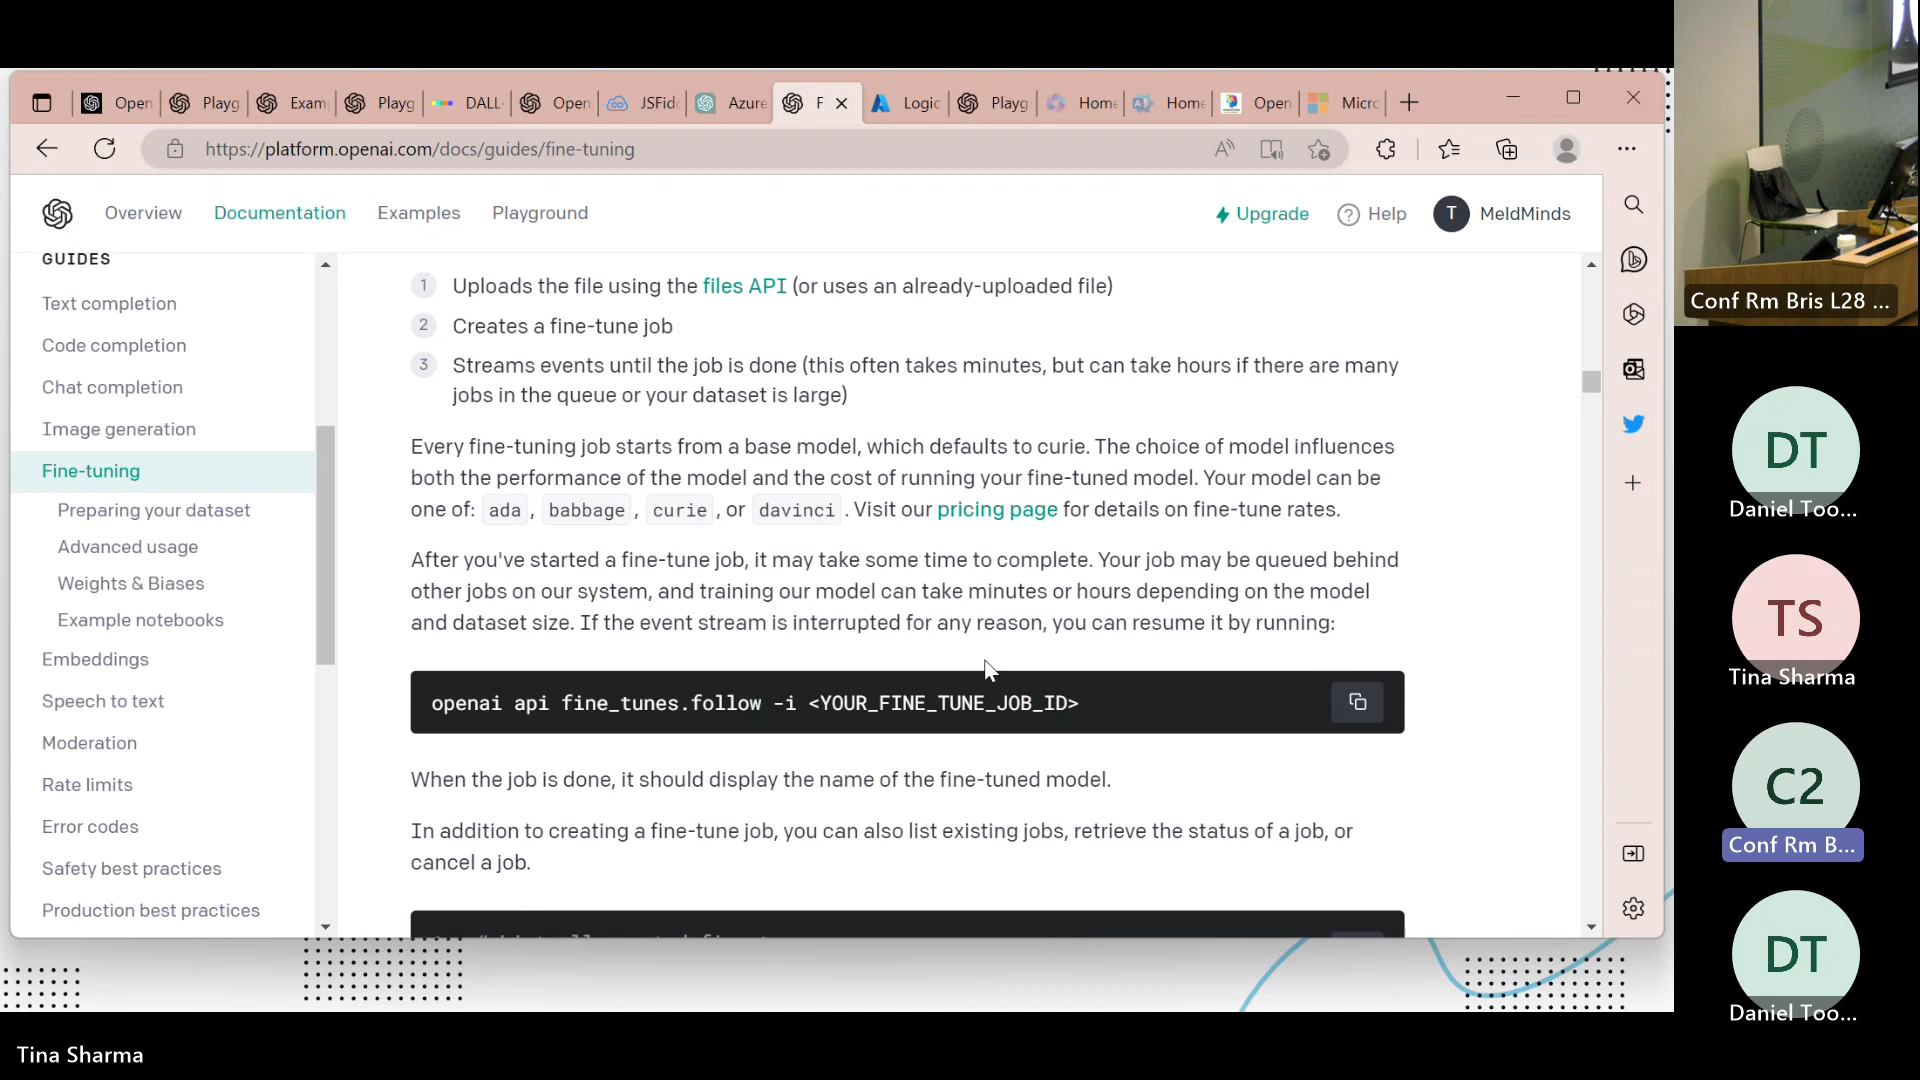 Open
Playg
Exam
Playg
DALL
Open
JSFid
Azure
F
Logic
Playg
Home
Home
Open
Micro
https://platform.openai.com/docs/guides/fine-tuning
Overview
Documentation
Examples
Playground
Upgrade
Help
T
MeldMinds
GUIDES
Text completion
Code completion
Chat completion
Image generation
Fine-tuning
Preparing your dataset
Advanced usage
Weights & Biases
Example notebooks
Embeddings
Speech to text
Moderation
Rate limits
Error codes
Safety best practices
Production best practices
1 Uploads the file using the files API (or uses an already-uploaded file)
2 Creates a fine-tune job
3 Streams events until the job is done (this often takes minutes, but can take hours if there are many
jobs in the queue or your dataset is large)
Every fine-tuning job starts from a base model, which defaults to curie. The choice of model influences
both the performance of the model and the cost of running your fine-tuned model. Your model can be
one of: ada, babbage, curie, or davinci. Visit our pricing page for details on fine-tune rates.
After you've started a fine-tune job, it may take some time to complete. Your job may be queued behind
other jobs on our system, and training our model can take minutes or hours depending on the model
and dataset size. If the event stream is interrupted for any reason, you can resume it by running:
openai api fine_tunes.follow -i <YOUR_FINE_TUNE_JOB_ID>
When the job is done, it should display the name of the fine-tuned model.
In addition to creating a fine-tune job, you can also list existing jobs, retrieve the status of a job, or
cancel a job.
Conf Rm Bris L28 ...
DT
Daniel Too...
TS
Tina Sharma
C2
Conf Rm B...
DT
Daniel Too...
Tina Sharma